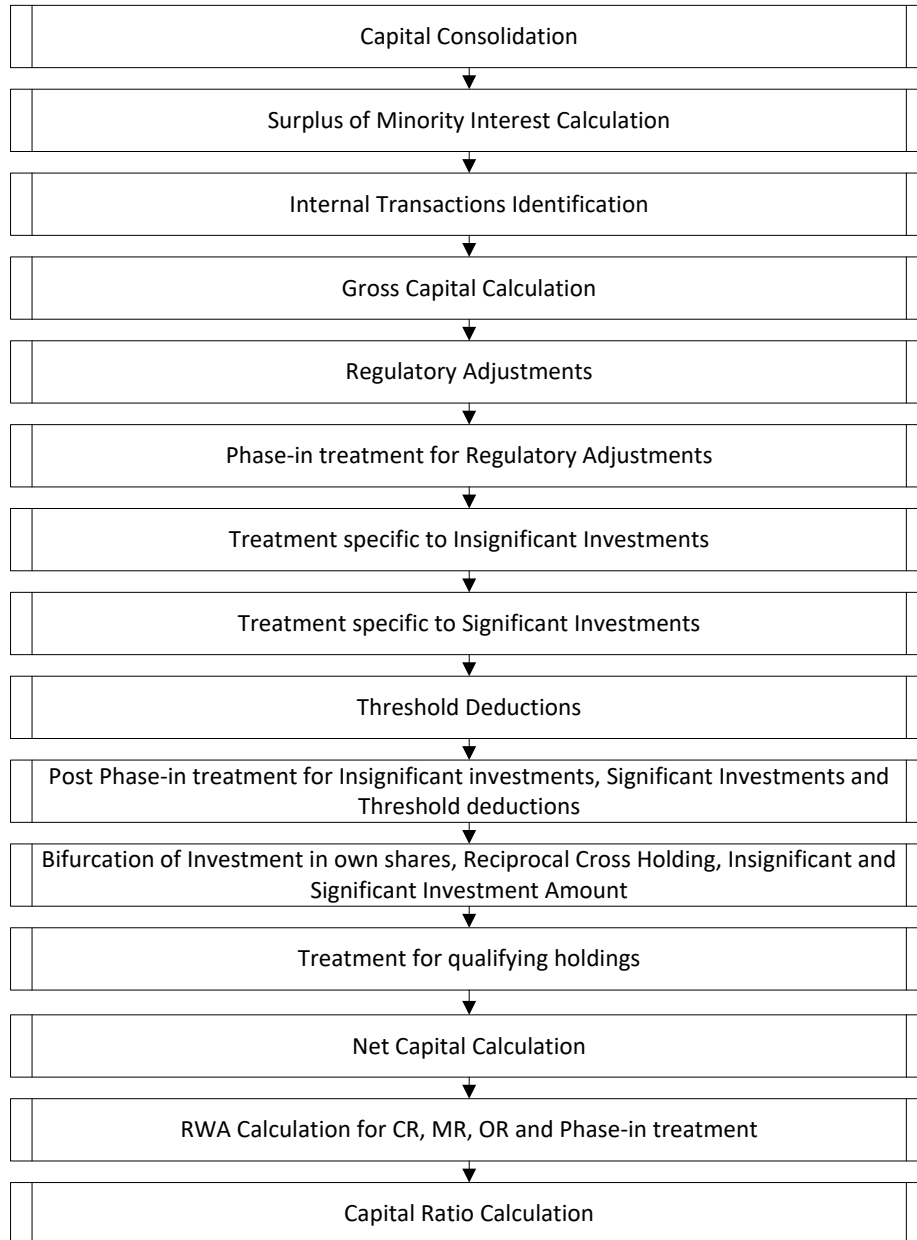 Capital Consolidation
Surplus of Minority Interest Calculation
Internal Transactions Identification
Gross Capital Calculation
Regulatory Adjustments
Phase-in treatment for Regulatory Adjustments
Treatment specific to Insignificant Investments
Treatment specific to Significant Investments
Threshold Deductions
Post Phase-in treatment for Insignificant investments, Significant Investments and
Threshold deductions
Bifurcation of Investment in own shares, Reciprocal Cross Holding, Insignificant and
Significant Investment Amount
Treatment for qualifying holdings
Net Capital Calculation
RWA Calculation for CR, MR, OR and Phase-in treatment
Capital Ratio Calculation